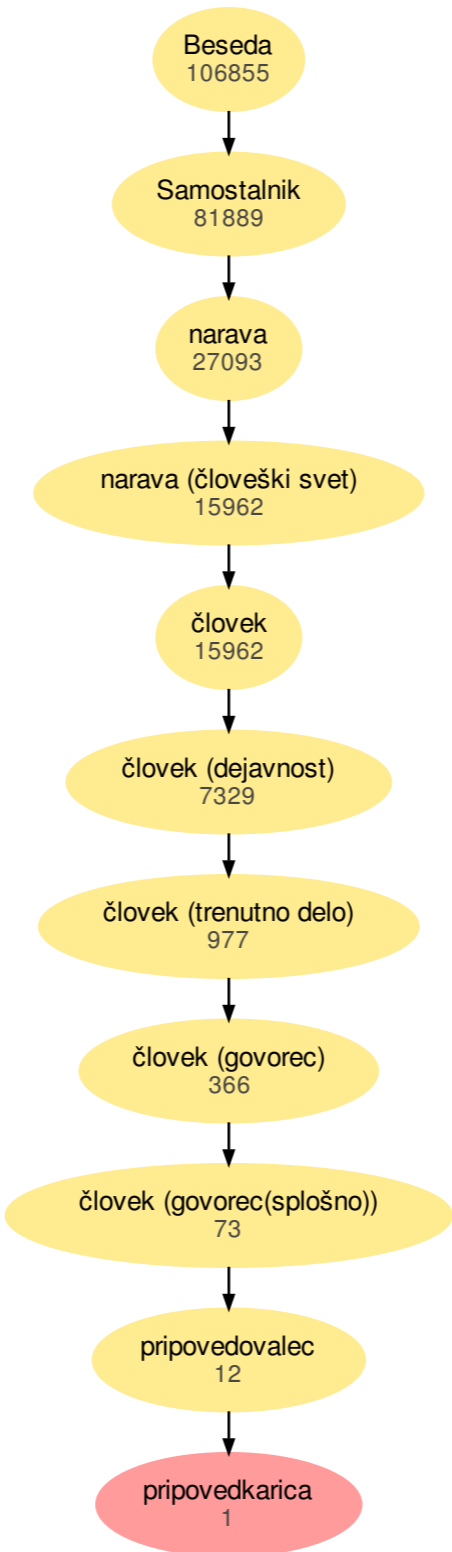 Beseda
106855
Samostalnik
81889
narava
27093
narava (človeški svet)
15962
človek
15962
človek (dejavnost)
7329
človek (trenutno delo)
977
človek (govorec)
366
človek (govorec(splošno))
73
pripovedovalec
12
pripovedkarica
1